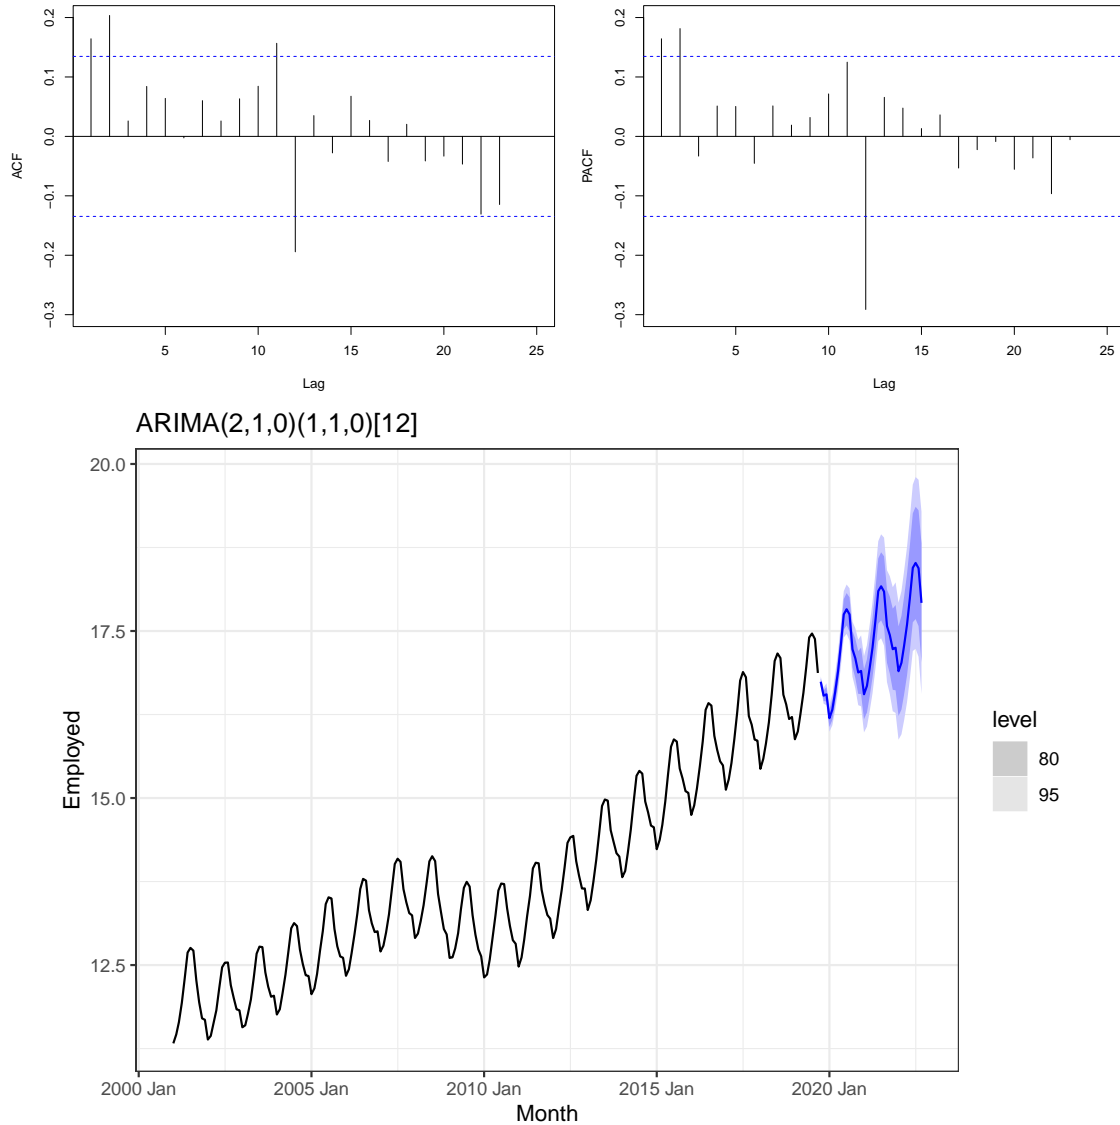 ACF
0.2
0.1
0.0
−0.1
−0.2
−0.3
5 10 15 20 25
Lag
PACF
0.2
0.1
0.0
−0.1
−0.2
−0.3
5 10 15 20 25
Lag
ARIMA(2,1,0)(1,1,0)[12]
Employed
20.0
17.5
15.0
12.5
2000 Jan 2005 Jan 2010 Jan 2015 Jan 2020 Jan
Month
level
80
95